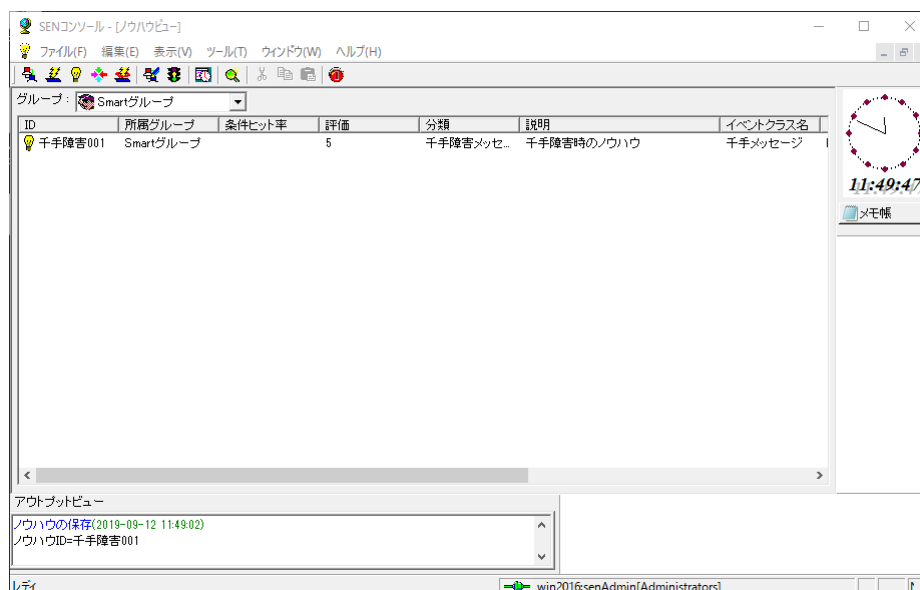 SENコンソール - [ノウハウビュー]
ファイル(F) 編集(E) 表示(V) ツール(T) ウィンドウ(W) ヘルプ(H)
グループ: Smartグループ
ID 所属グループ 条件ヒット率 評価 分類 説明 イベントクラス名
千手障害001 Smartグループ 5 千手障害メッセ... 千手障害時のノウハウ 千手メッセージ
11:49:47
メモ帳
アウトプットビュー
ノウハウの保存(2019-09-12 11:49:02)
ノウハウID=千手障害001
レディ win2016:senAdmin[Administrators]